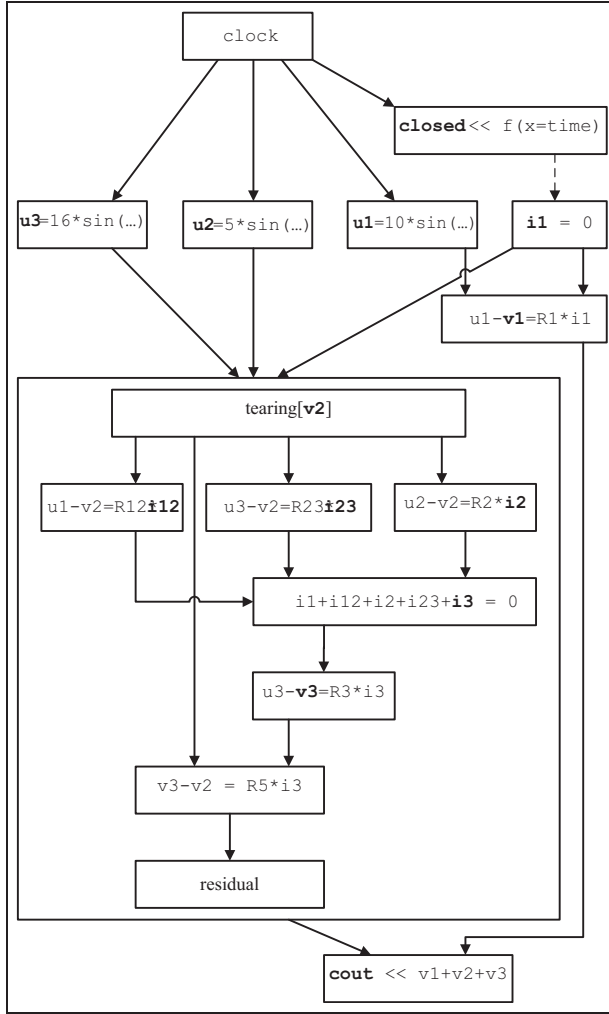 clock
closed<< f(x=time)
u3=16*sin(…)
u2=5*sin(…)
u1=10*sin(…)
i1 = 0
u1-v1=R1*i1
tearing[v2]
u1-v2=R12*i12
u3-v2=R23*i23
u2-v2=R2*i2
i1+i12+i2+i23+i3 = 0
u3-v3=R3*i3
v3-v2 = R5*i3
residual
cout << v1+v2+v3